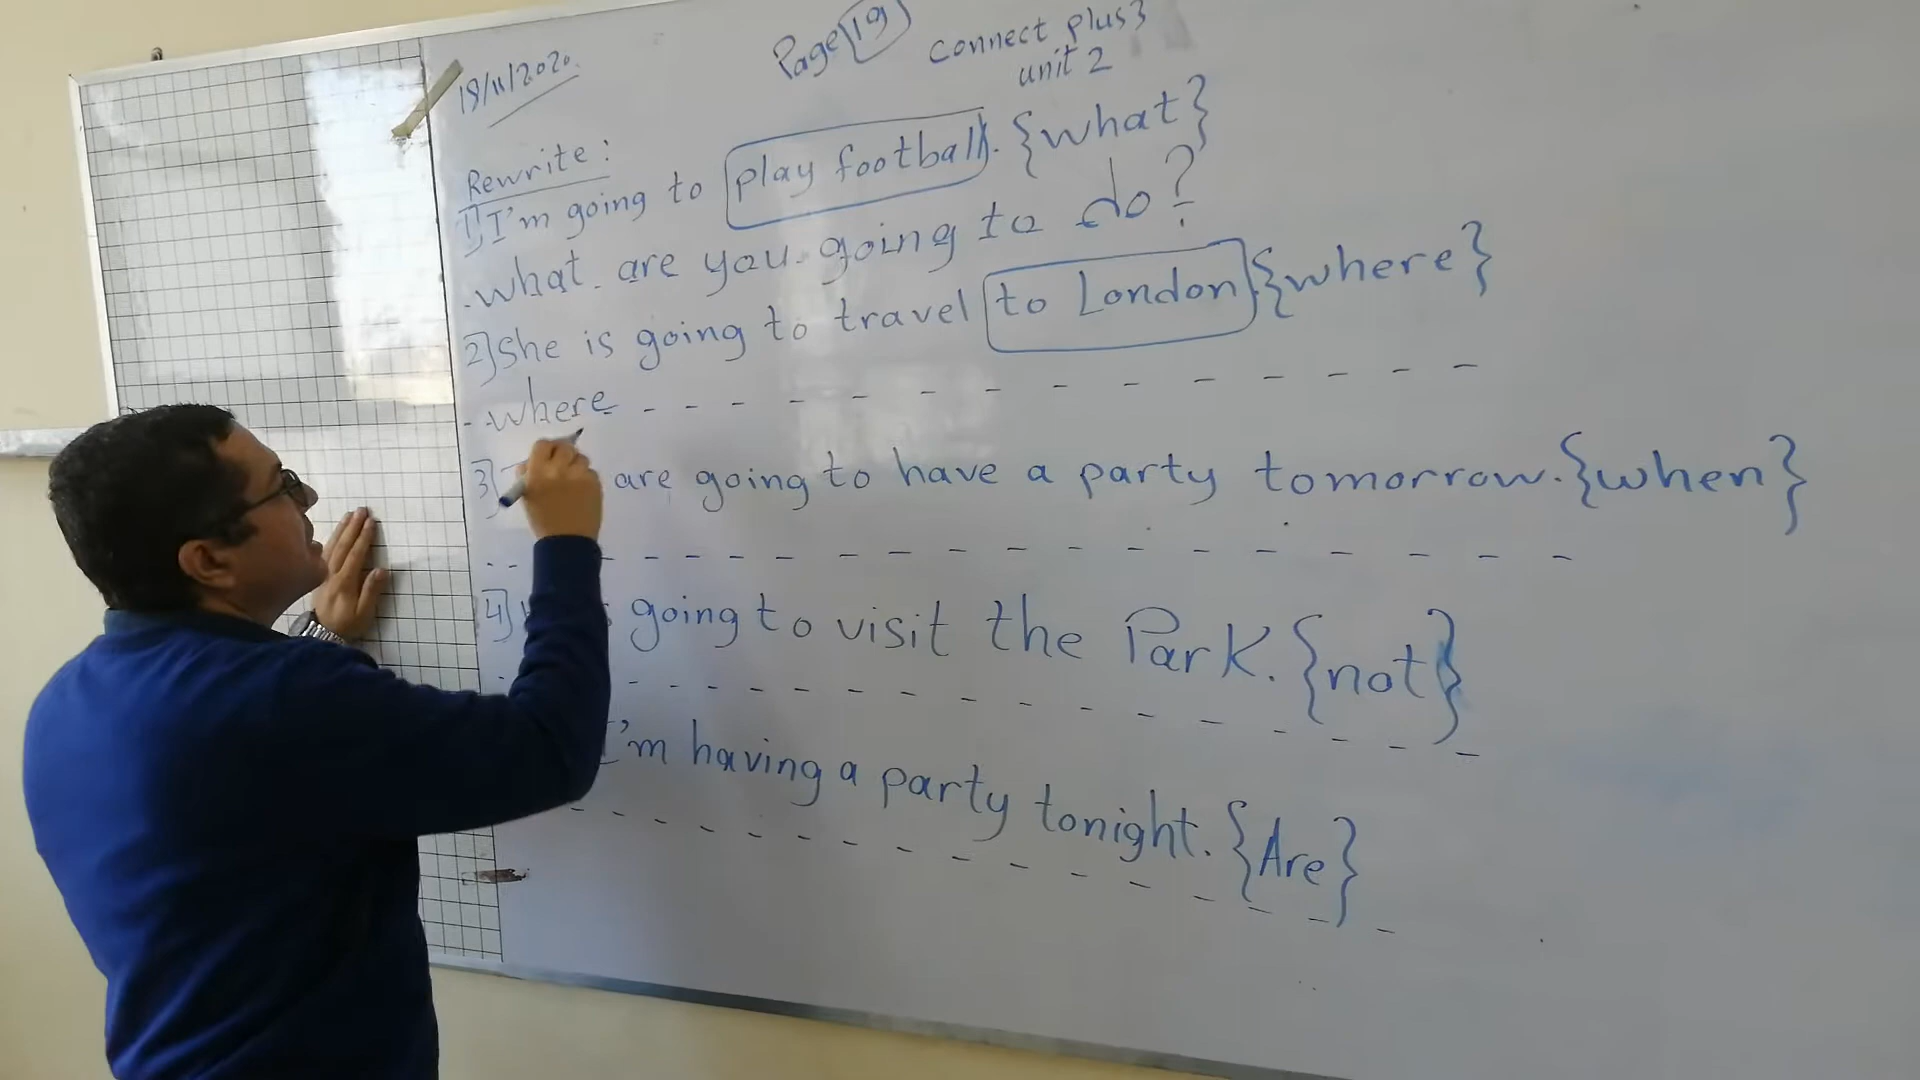 18/11/2020
Page 19
Connect plus 3
unit 2
Rewrite:
1] I'm going to play football. {what}
. what are you going to do?
2] She is going to travel to London. {where}
- - where - - - - - - - - - - - -
3] are going to have a party tomorrow. {when}
4] going to visit the Park. {not}
I'm having a party tonight. {Are}